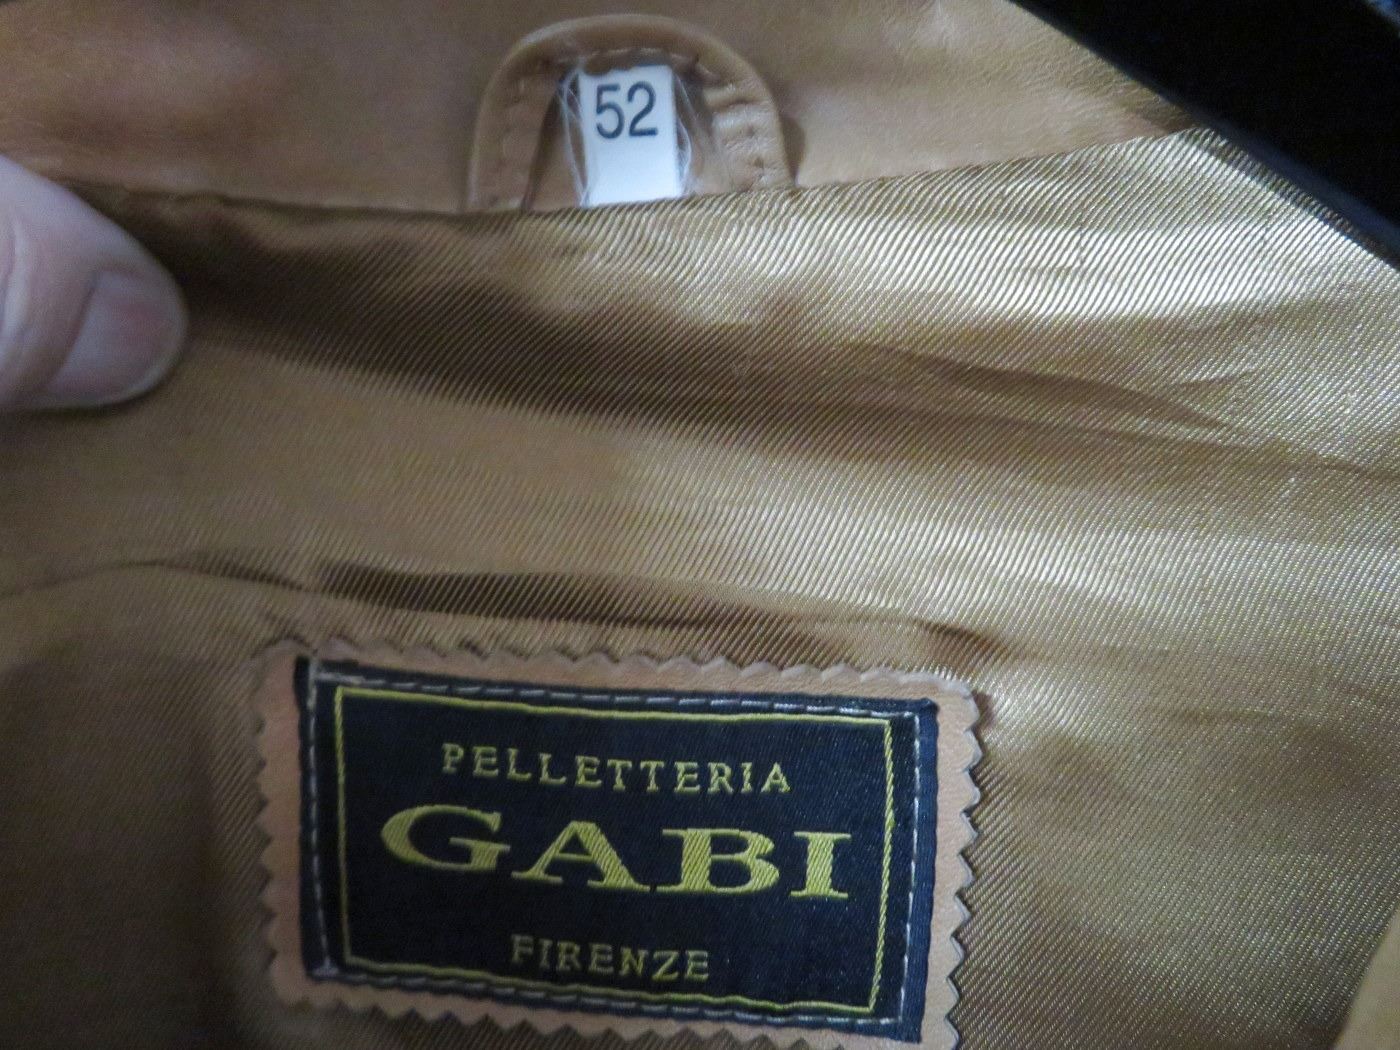 52
PELLETTERIA
GABI
FIRENZE